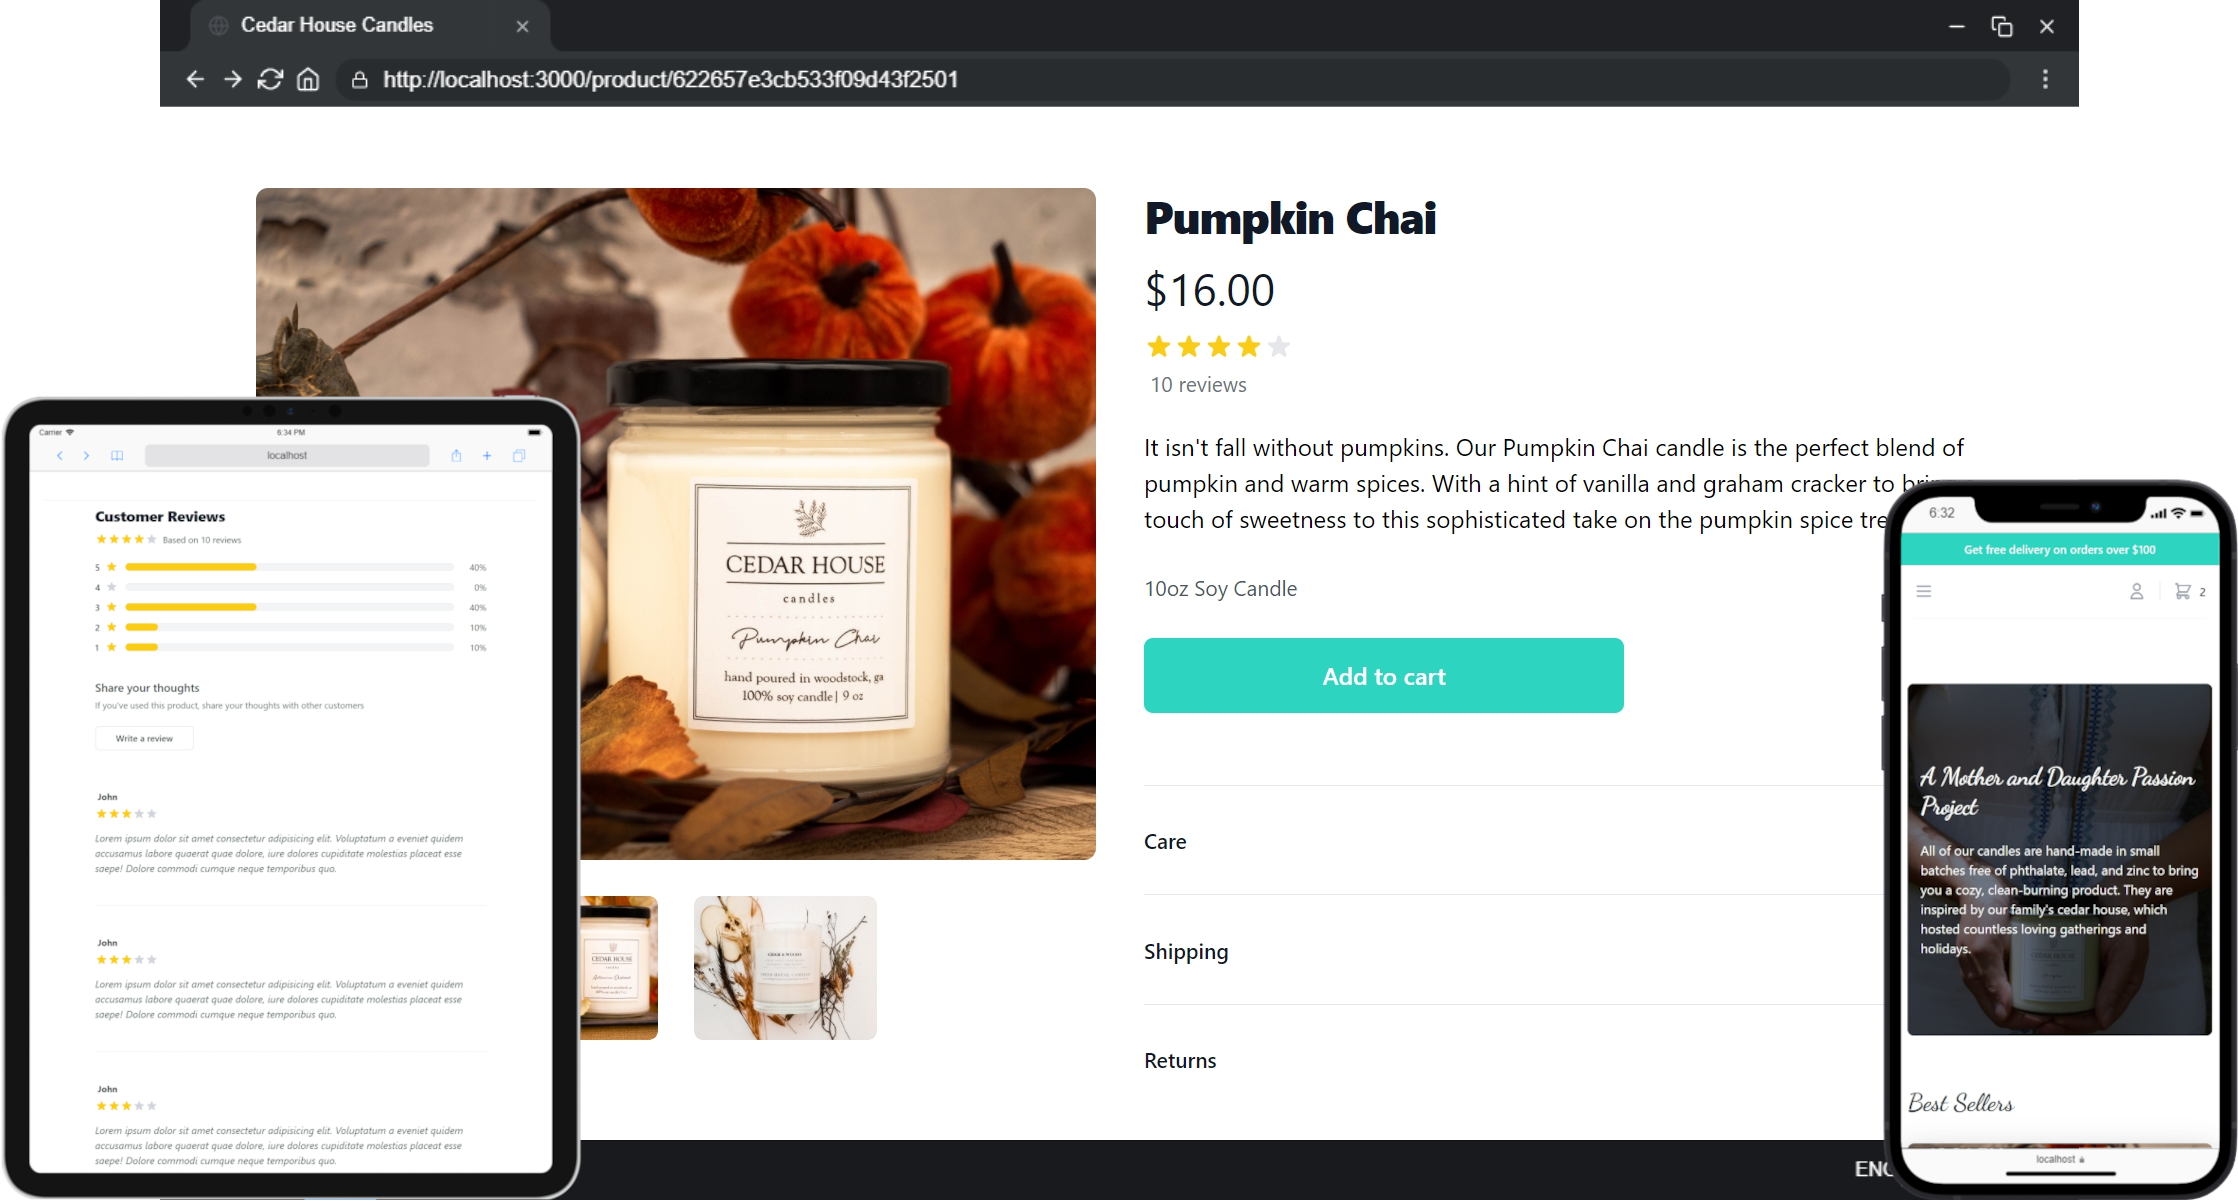 Cedar House Candles
http://localhost:3000/product/622657e3cb533f09d43f2501
Pumpkin Chai
$16.00
10 reviews
It isn't fall without pumpkins. Our Pumpkin Chai candle is the perfect blend of
pumpkin and warm spices. With a hint of vanilla and graham cracker to
touch of sweetness to this sophisticated take on the pumpkin spice
10oz Soy Candle
Add to cart
Care
Shipping
Returns
CEDAR HOUSE
candles
Pumpkin Chai
hand poured in woodstock, ga
100% soy candle | 9 oz
CEDAR HOUSE
Carrier
6:34 PM
localhost
Customer Reviews
Based on 10 reviews
5 40%
4 0%
3 40%
2 10%
1 10%
Share your thoughts
If you've used this product, share your thoughts with other customers
Write a review
John
Lorem ipsum dolor sit amet consectetur adipisicing elit. Voluptatum a eveniet quidem
accusamus labore quaerat quae dolore, iure dolores cupiditate molestias placeat esse
saepe! Dolore commodi cumque neque temporibus quo.
John
Lorem ipsum dolor sit amet consectetur adipisicing elit. Voluptatum a eveniet quidem
accusamus labore quaerat quae dolore, iure dolores cupiditate molestias placeat esse
saepe! Dolore commodi cumque neque temporibus quo.
John
Lorem ipsum dolor sit amet consectetur adipisicing elit. Voluptatum a eveniet quidem
accusamus labore quaerat quae dolore, iure dolores cupiditate molestias placeat esse
saepe! Dolore commodi cumque neque temporibus quo.
6:32
Get free delivery on orders over $100
2
A Mother and Daughter Passion
Project
All of our candles are hand-made in small
batches free of phthalate, lead, and zinc to bring
you a cozy, clean-burning product. They are
inspired by our family's cedar house, which
hosted countless loving gatherings and
holidays.
Best Sellers
localhost